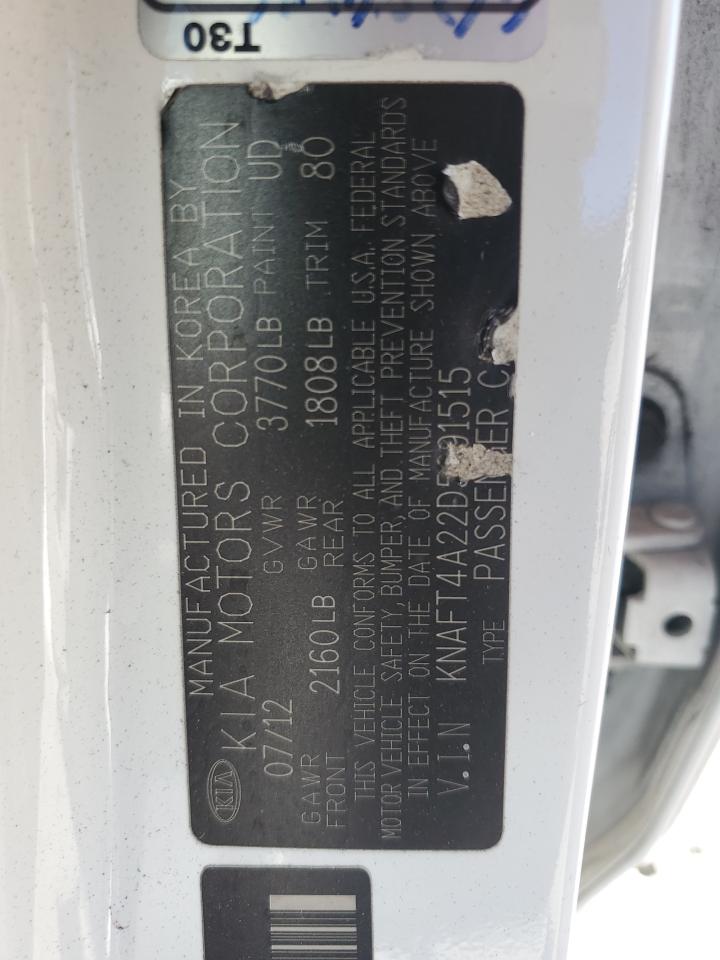 T30
MANUFACTURED IN KOREA BY
KIA KIA MOTORS CORPORATION
07/12 GVWR 3770LB PAINT UD
GAWR FRONT 2160LB GAWR REAR 1808LB TRIM 80
THIS VEHICLE CONFORMS TO ALL APPLICABLE U.S.A. FEDERAL
MOTOR VEHICLE SAFETY, BUMPER, AND THEFT PREVENTION STANDARDS
IN EFFECT ON THE DATE OF MANUFACTURE SHOWN ABOVE
V.I.N
TYPE PASSENGER C